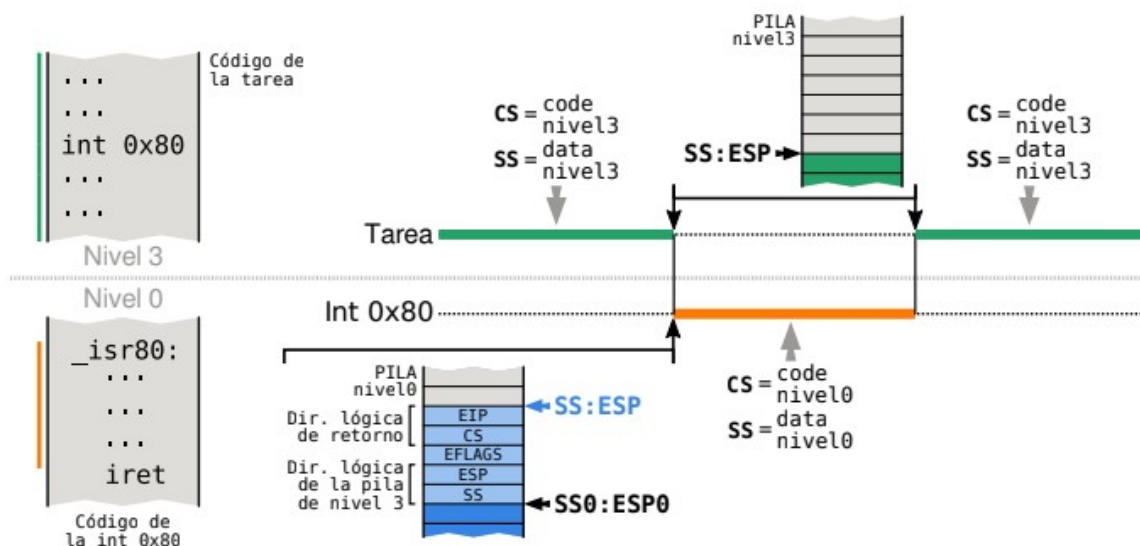 Código de
la tarea
...
...
int 0x80
...
...
Nivel 3
Nivel 0
_isr80:
...
...
...
iret
Código de
la int 0x80
PILA
nivel3
SS:ESP
CS = code nivel3
SS = data nivel3
CS = code nivel3
SS = data nivel3
Tarea
Int 0x80
PILA
nivel0
SS:ESP
Dir. lógica
de retorno
EIP
CS
EFLAGS
Dir. lógica
de la pila
de nivel 3
ESP
SS
SS0:ESP0
CS = code nivel0
SS = data nivel0